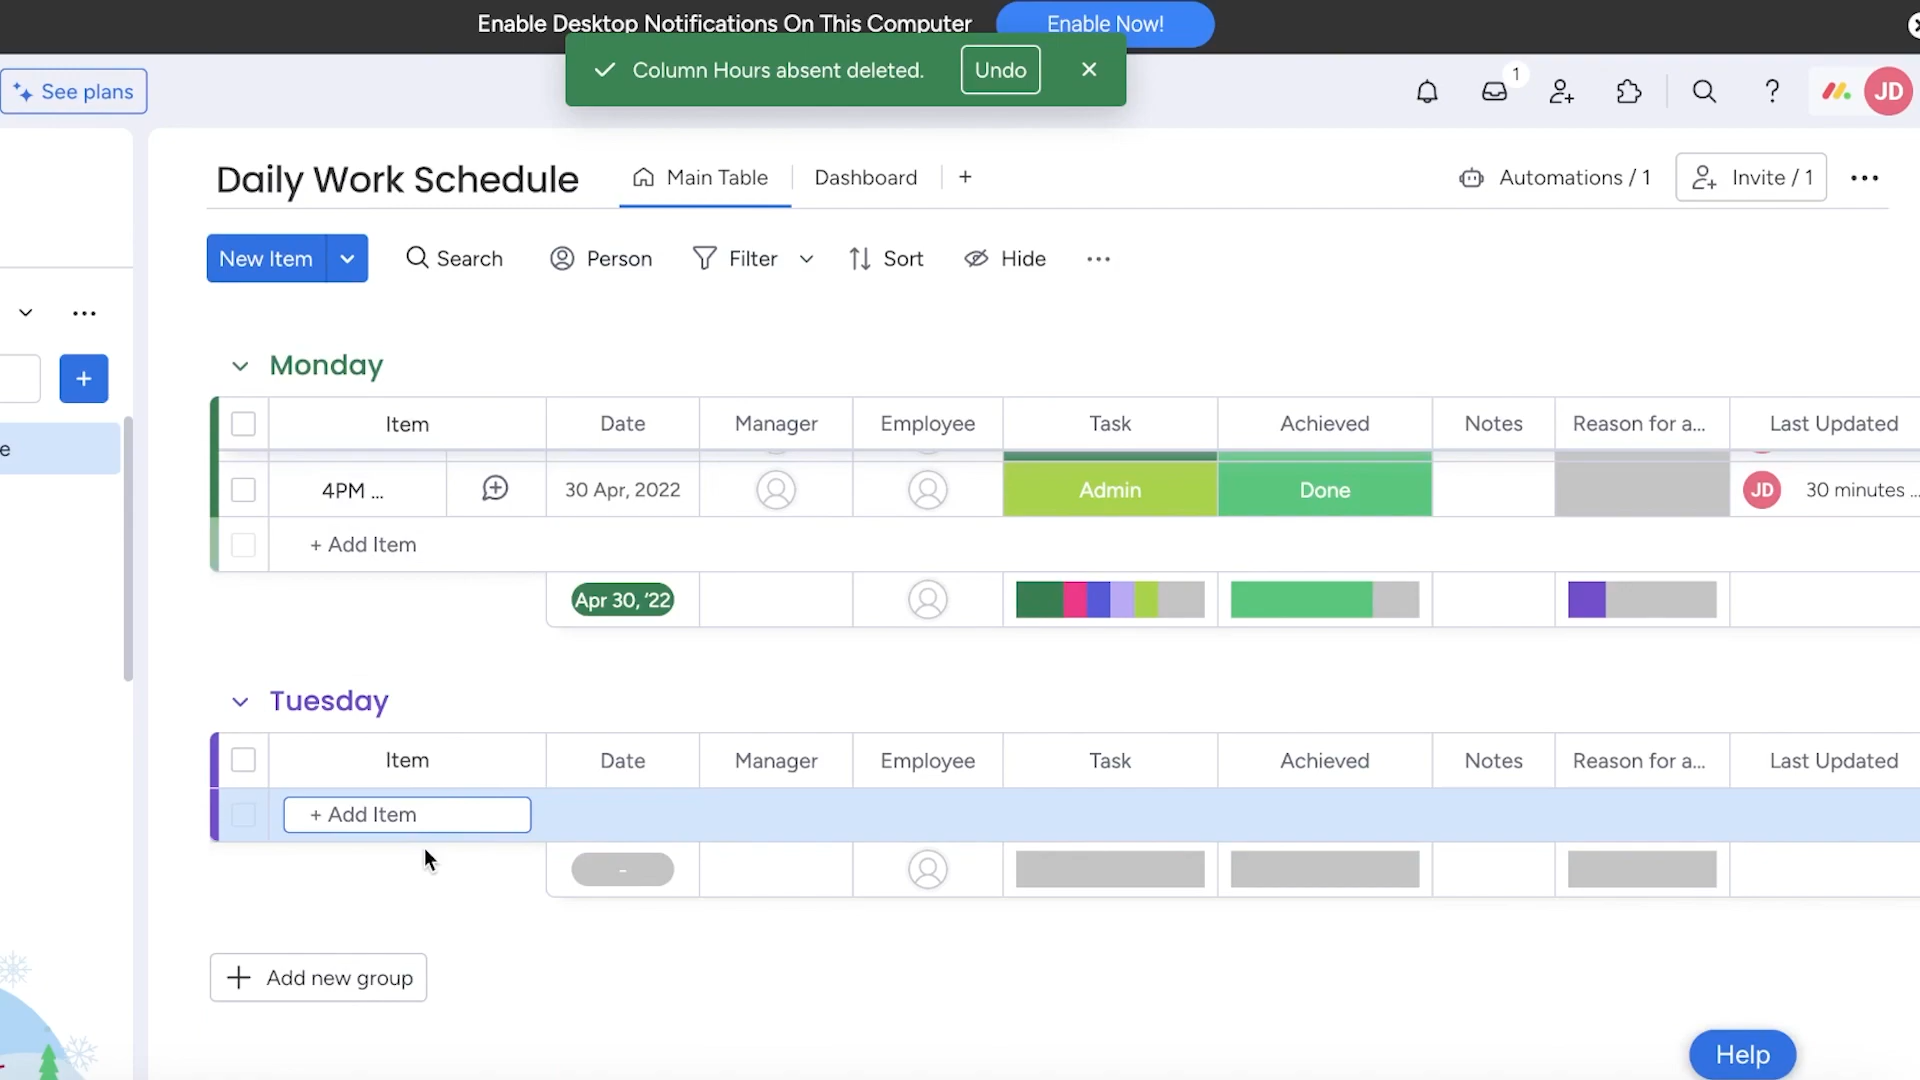 Enable Desktop Notifications On This Computer Enable Now!
Column Hours absent deleted. Undo
See plans
1
JD
Daily Work Schedule Main Table Dashboard +
Automations / 1 Invite / 1
New Item Search Person Filter Sort Hide
Monday
Item Date Manager Employee Task Achieved Notes Reason for a... Last Updated
4PM ... 30 Apr, 2022 Admin Done JD 30 minutes ...
+ Add Item
Apr 30, '22
e
Tuesday
Item Date Manager Employee Task Achieved Notes Reason for a... Last Updated
+ Add Item
-
+ Add new group
Help